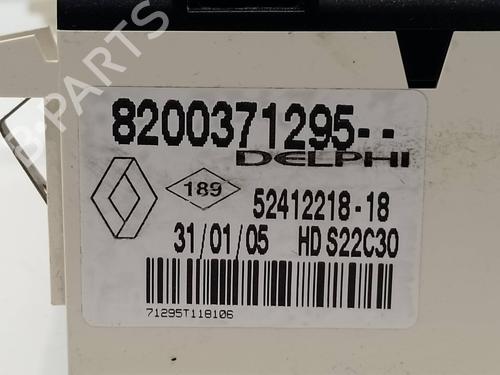 B-PARTS
8200371295--
DELPHI
189
52412218-18
31/01/05 HD S22C30
71295T118106